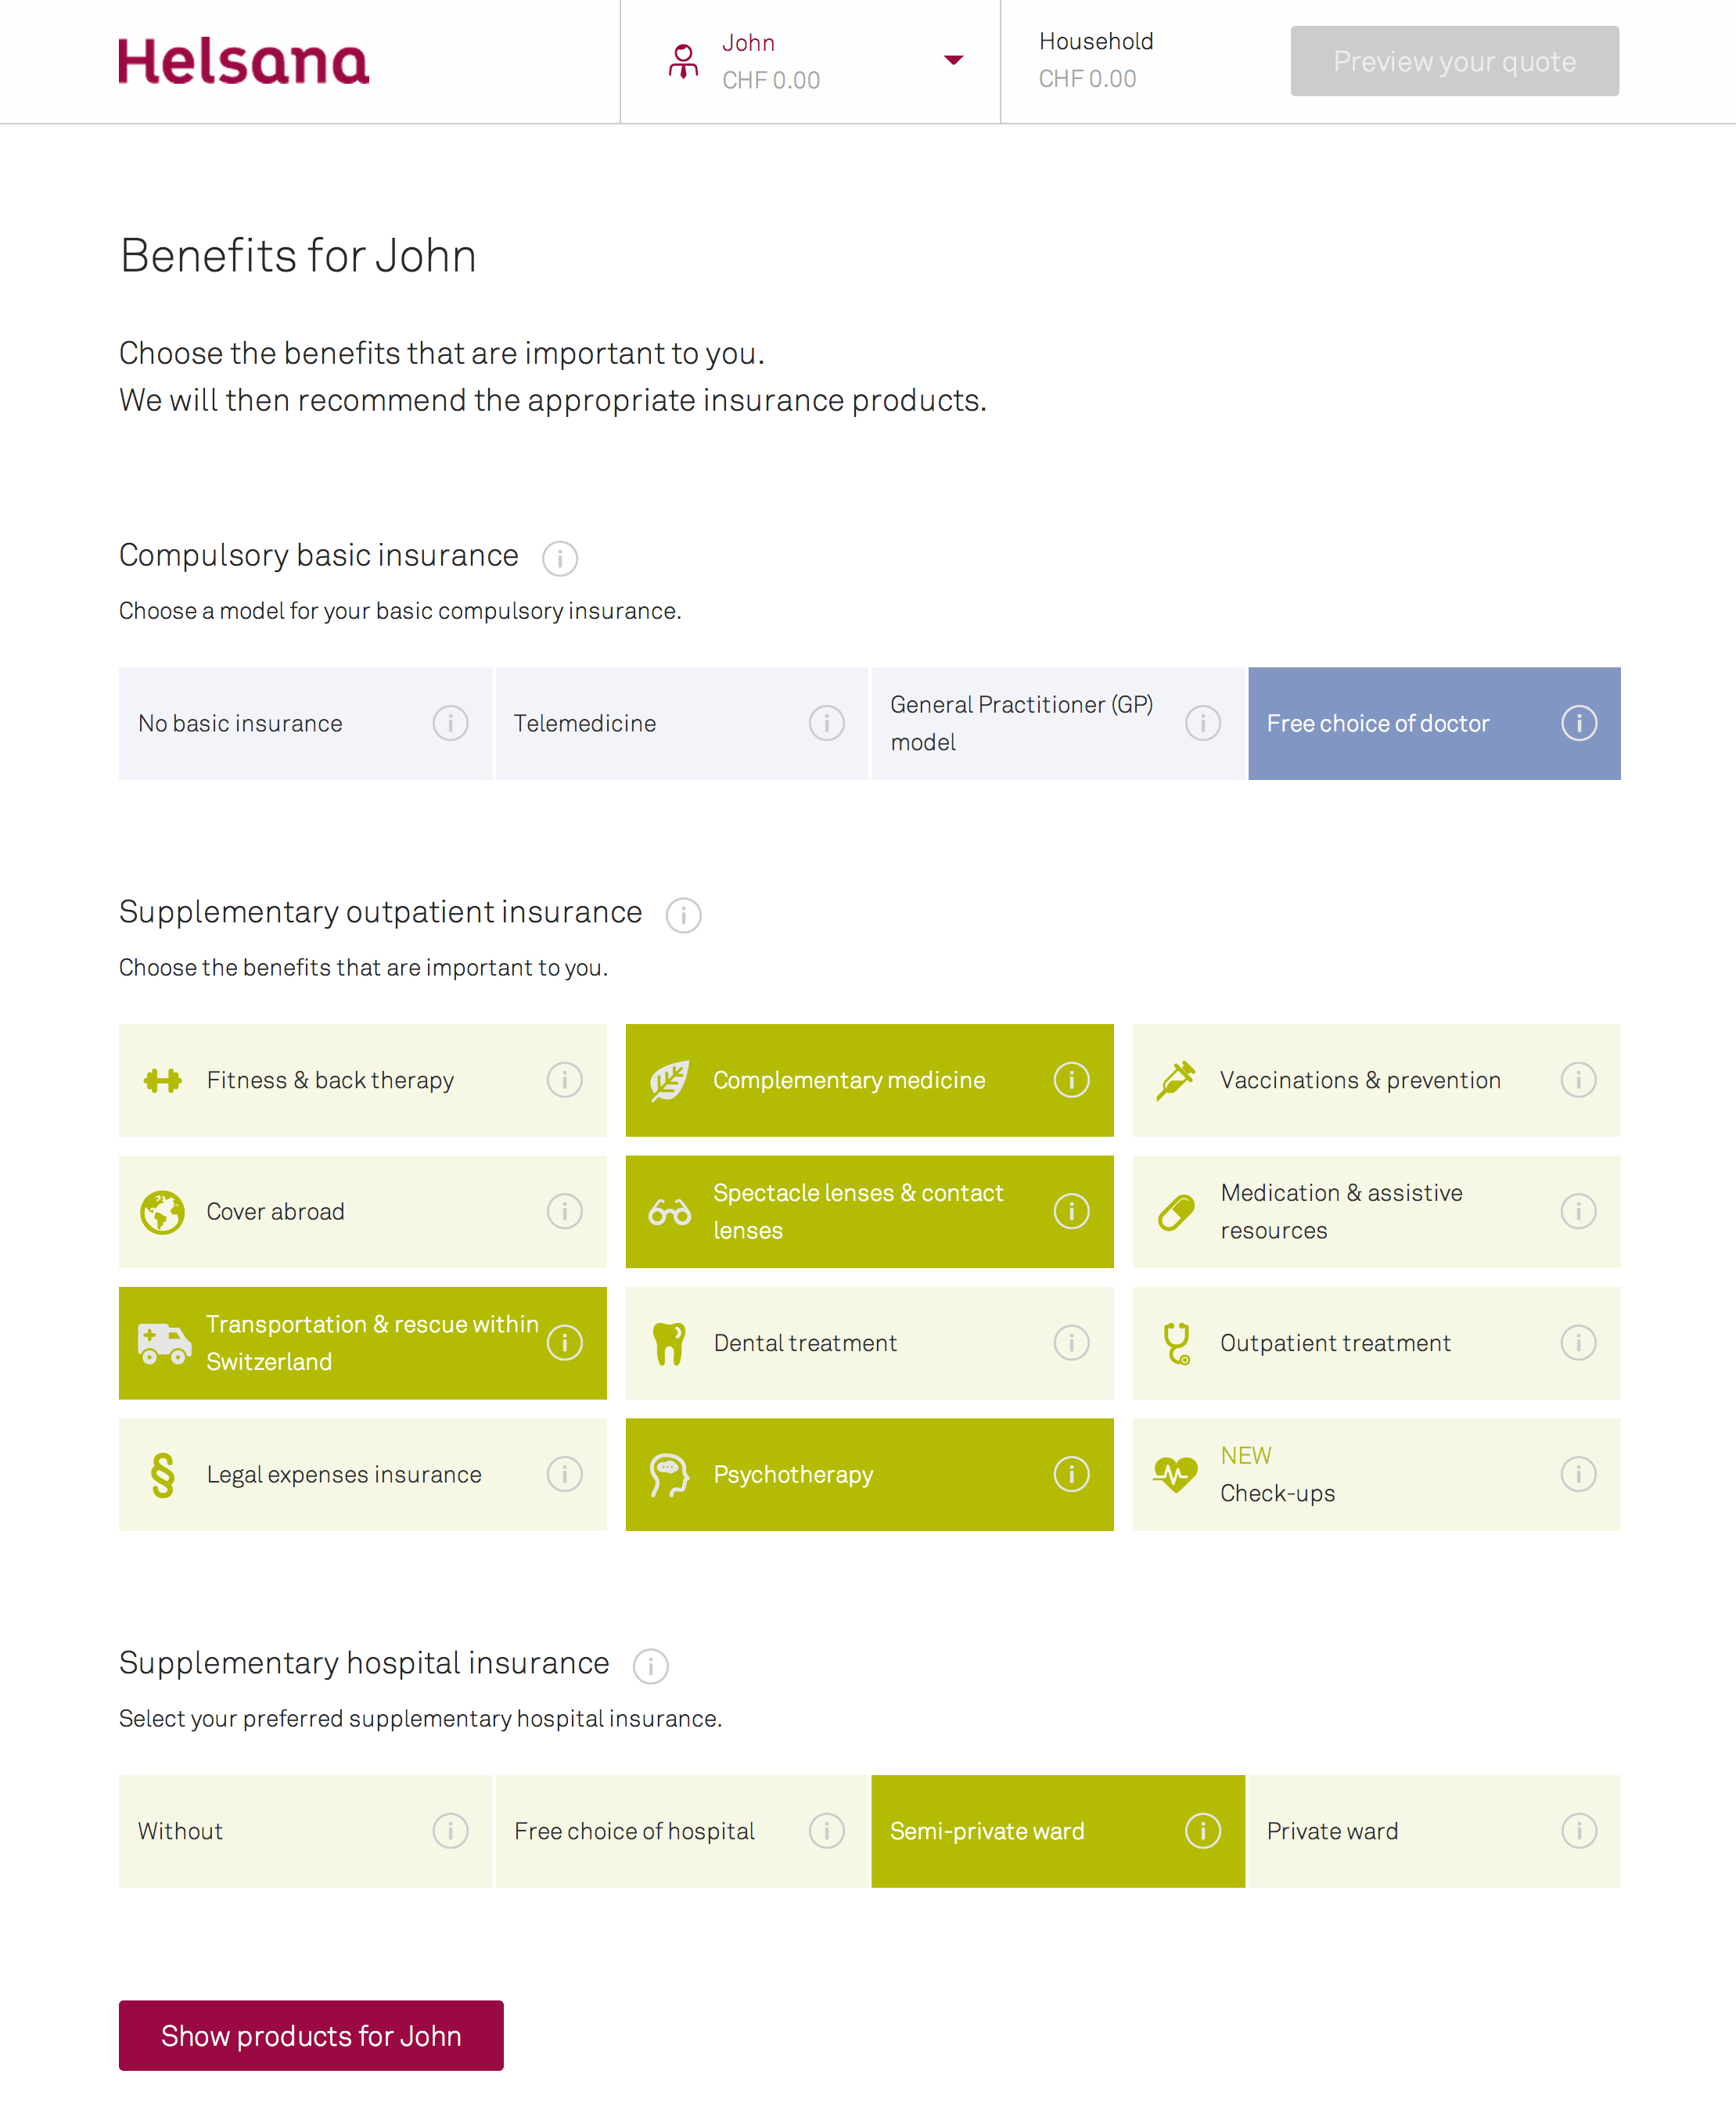 Helsana
John
CHF 0.00
Household
CHF 0.00
Preview your quote
Benefits for John
Choose the benefits that are important to you.
We will then recommend the appropriate insurance products.
Compulsory basic insurance
Choose a model for your basic compulsory insurance.
No basic insurance
Telemedicine
General Practitioner (GP)
model
Free choice of doctor
Supplementary outpatient insurance
Choose the benefits that are important to you.
Fitness & back therapy
Complementary medicine
Vaccinations & prevention
Cover abroad
Spectacle lenses & contact
lenses
Medication & assistive
resources
Transportation & rescue within
Switzerland
Dental treatment
Outpatient treatment
Legal expenses insurance
Psychotherapy
NEW
Check-ups
Supplementary hospital insurance
Select your preferred supplementary hospital insurance.
Without
Free choice of hospital
Semi-private ward
Private ward
Show products for John